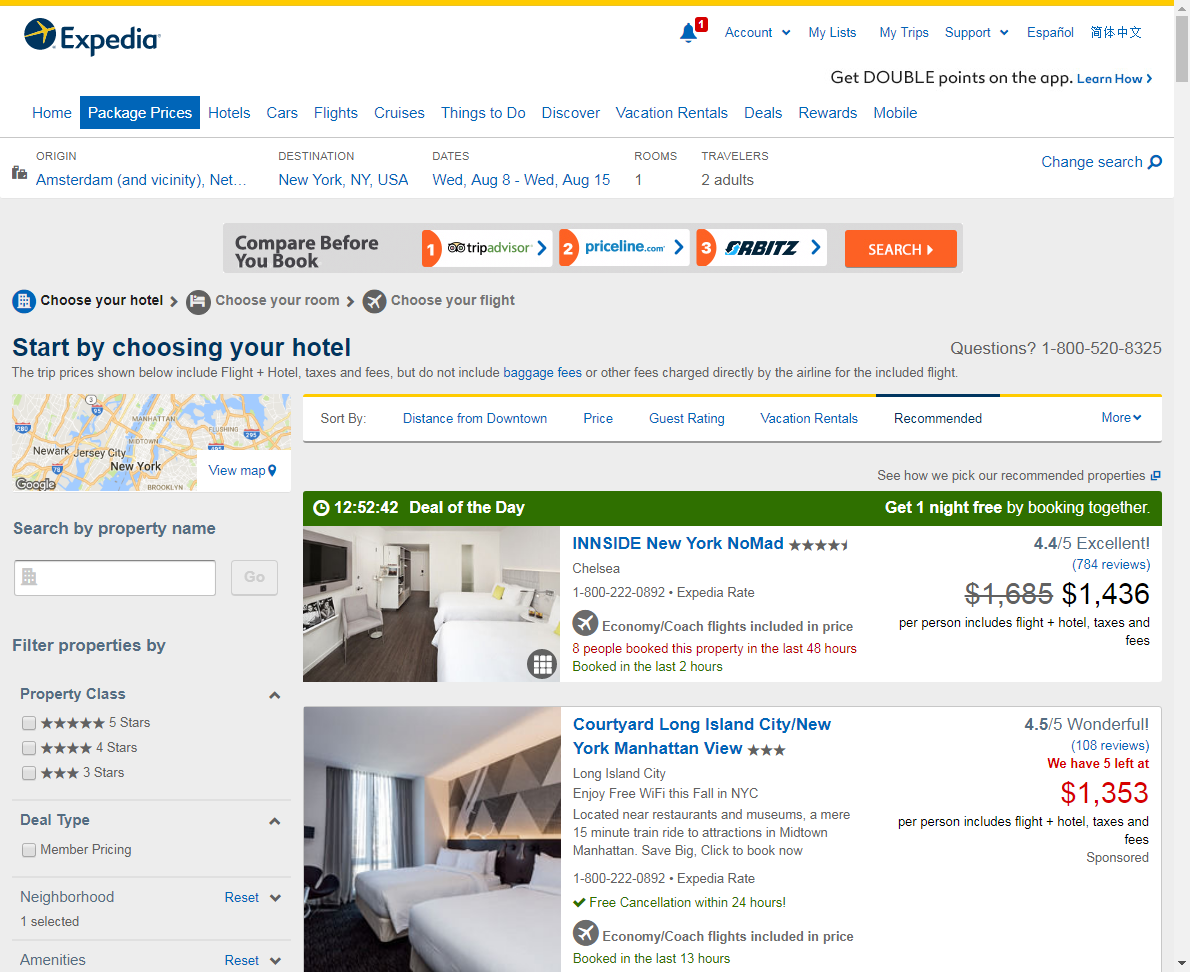 Expedia
1
Account
My Lists
My Trips
Support
Español
简体中文
Get DOUBLE points on the app. Learn How
Home
Package Prices
Hotels
Cars
Flights
Cruises
Things to Do
Discover
Vacation Rentals
Deals
Rewards
Mobile
ORIGIN
Amsterdam (and vicinity), Net...
DESTINATION
New York, NY, USA
DATES
Wed, Aug 8 - Wed, Aug 15
ROOMS
1
TRAVELERS
2 adults
Change search
Compare Before
You Book
1 tripadvisor
2 priceline.com
3 ORBITZ
SEARCH
Choose your hotel
Choose your room
Choose your flight
Start by choosing your hotel
Questions? 1-800-520-8325
The trip prices shown below include Flight + Hotel, taxes and fees, but do not include baggage fees or other fees charged directly by the airline for the included flight.
3
95
MANHATTAN
280
FLUSHING
295
MIDTOWN
495
Newark
Jersey City
New York
78
BROOKLYN
Google
View map
Sort By:
Distance from Downtown
Price
Guest Rating
Vacation Rentals
Recommended
More
See how we pick our recommended properties
Search by property name
Go
Filter properties by
Property Class
5 Stars
4 Stars
3 Stars
Deal Type
Member Pricing
Neighborhood
Reset
1 selected
Amenities
Reset
12:52:42 Deal of the Day
Get 1 night free by booking together.
INNSIDE New York NoMad
Chelsea
1-800-222-0892 • Expedia Rate
Economy/Coach flights included in price
8 people booked this property in the last 48 hours
Booked in the last 2 hours
4.4/5 Excellent!
(784 reviews)
$1,685 $1,436
per person includes flight + hotel, taxes and
fees
Courtyard Long Island City/New
York Manhattan View
Long Island City
Enjoy Free WiFi this Fall in NYC
Located near restaurants and museums, a mere
15 minute train ride to attractions in Midtown
Manhattan. Save Big, Click to book now
1-800-222-0892 • Expedia Rate
Free Cancellation within 24 hours!
Economy/Coach flights included in price
Booked in the last 13 hours
4.5/5 Wonderful!
(108 reviews)
We have 5 left at
$1,353
per person includes flight + hotel, taxes and
fees
Sponsored